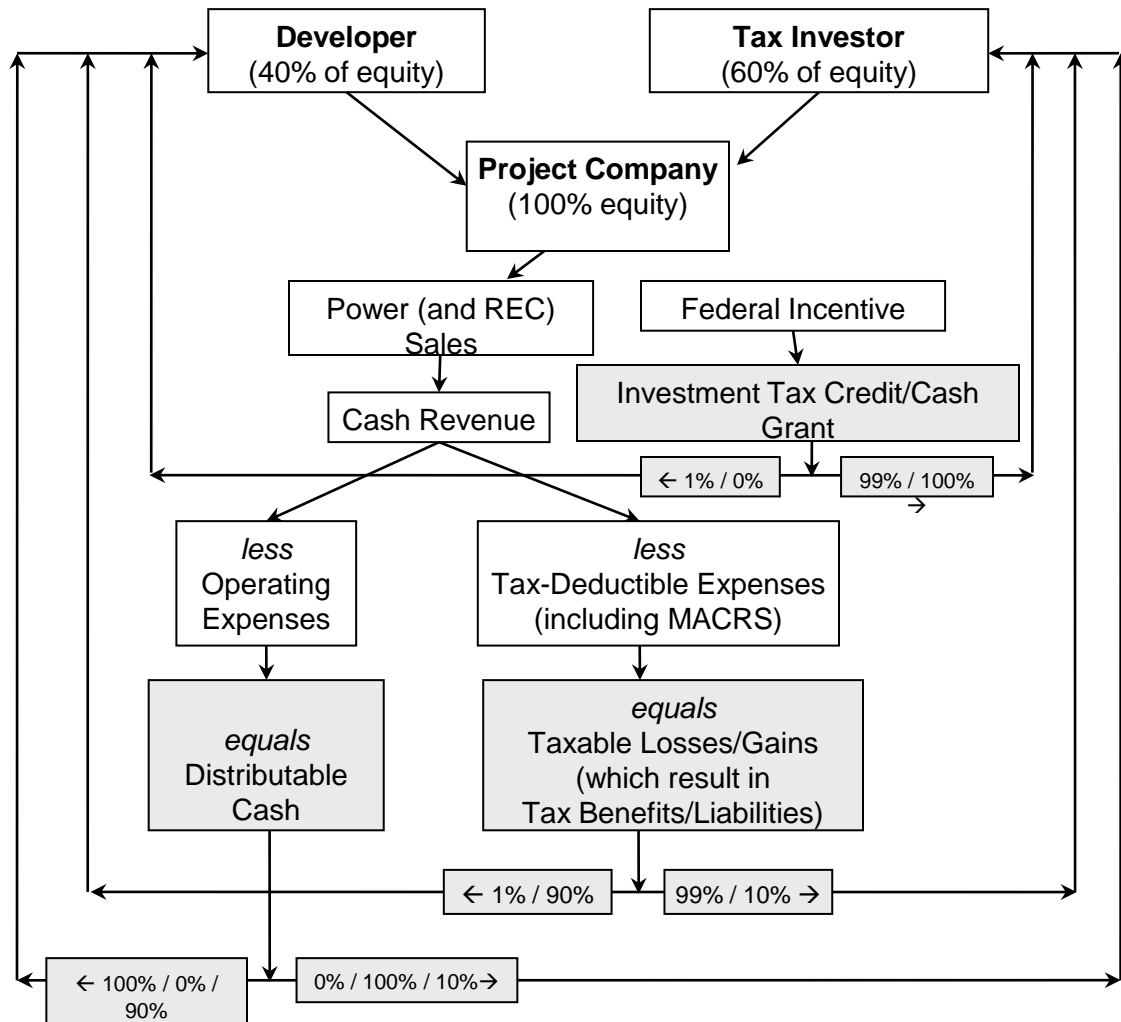 Developer
(40% of equity)
Tax Investor
(60% of equity)
Project Company
(100% equity)
Power (and REC)
Sales
Federal Incentive
Investment Tax Credit/Cash
Grant
Cash Revenue
← 1% / 0%
99% / 100%
→
less
Operating
Expenses
less
Tax-Deductible Expenses
(including MACRS)
equals
Distributable
Cash
equals
Taxable Losses/Gains
(which result in
Tax Benefits/Liabilities)
← 1% / 90%
99% / 10% →
← 100% / 0% /
90%
0% / 100% / 10%→